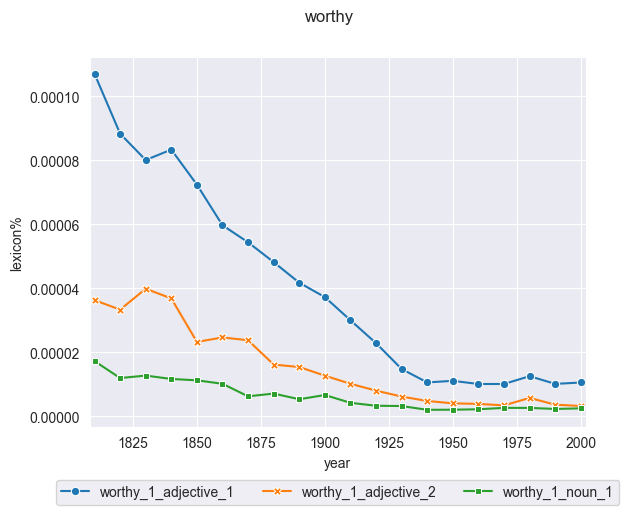 worthy
0.00010
0.00008
0.00006
0.00004
0.00002
0.00000
lexicon%
1825 1850 1875 1900 1925 1950 1975 2000
year
worthy_1_adjective_1 worthy_1_adjective_2 worthy_1_noun_1